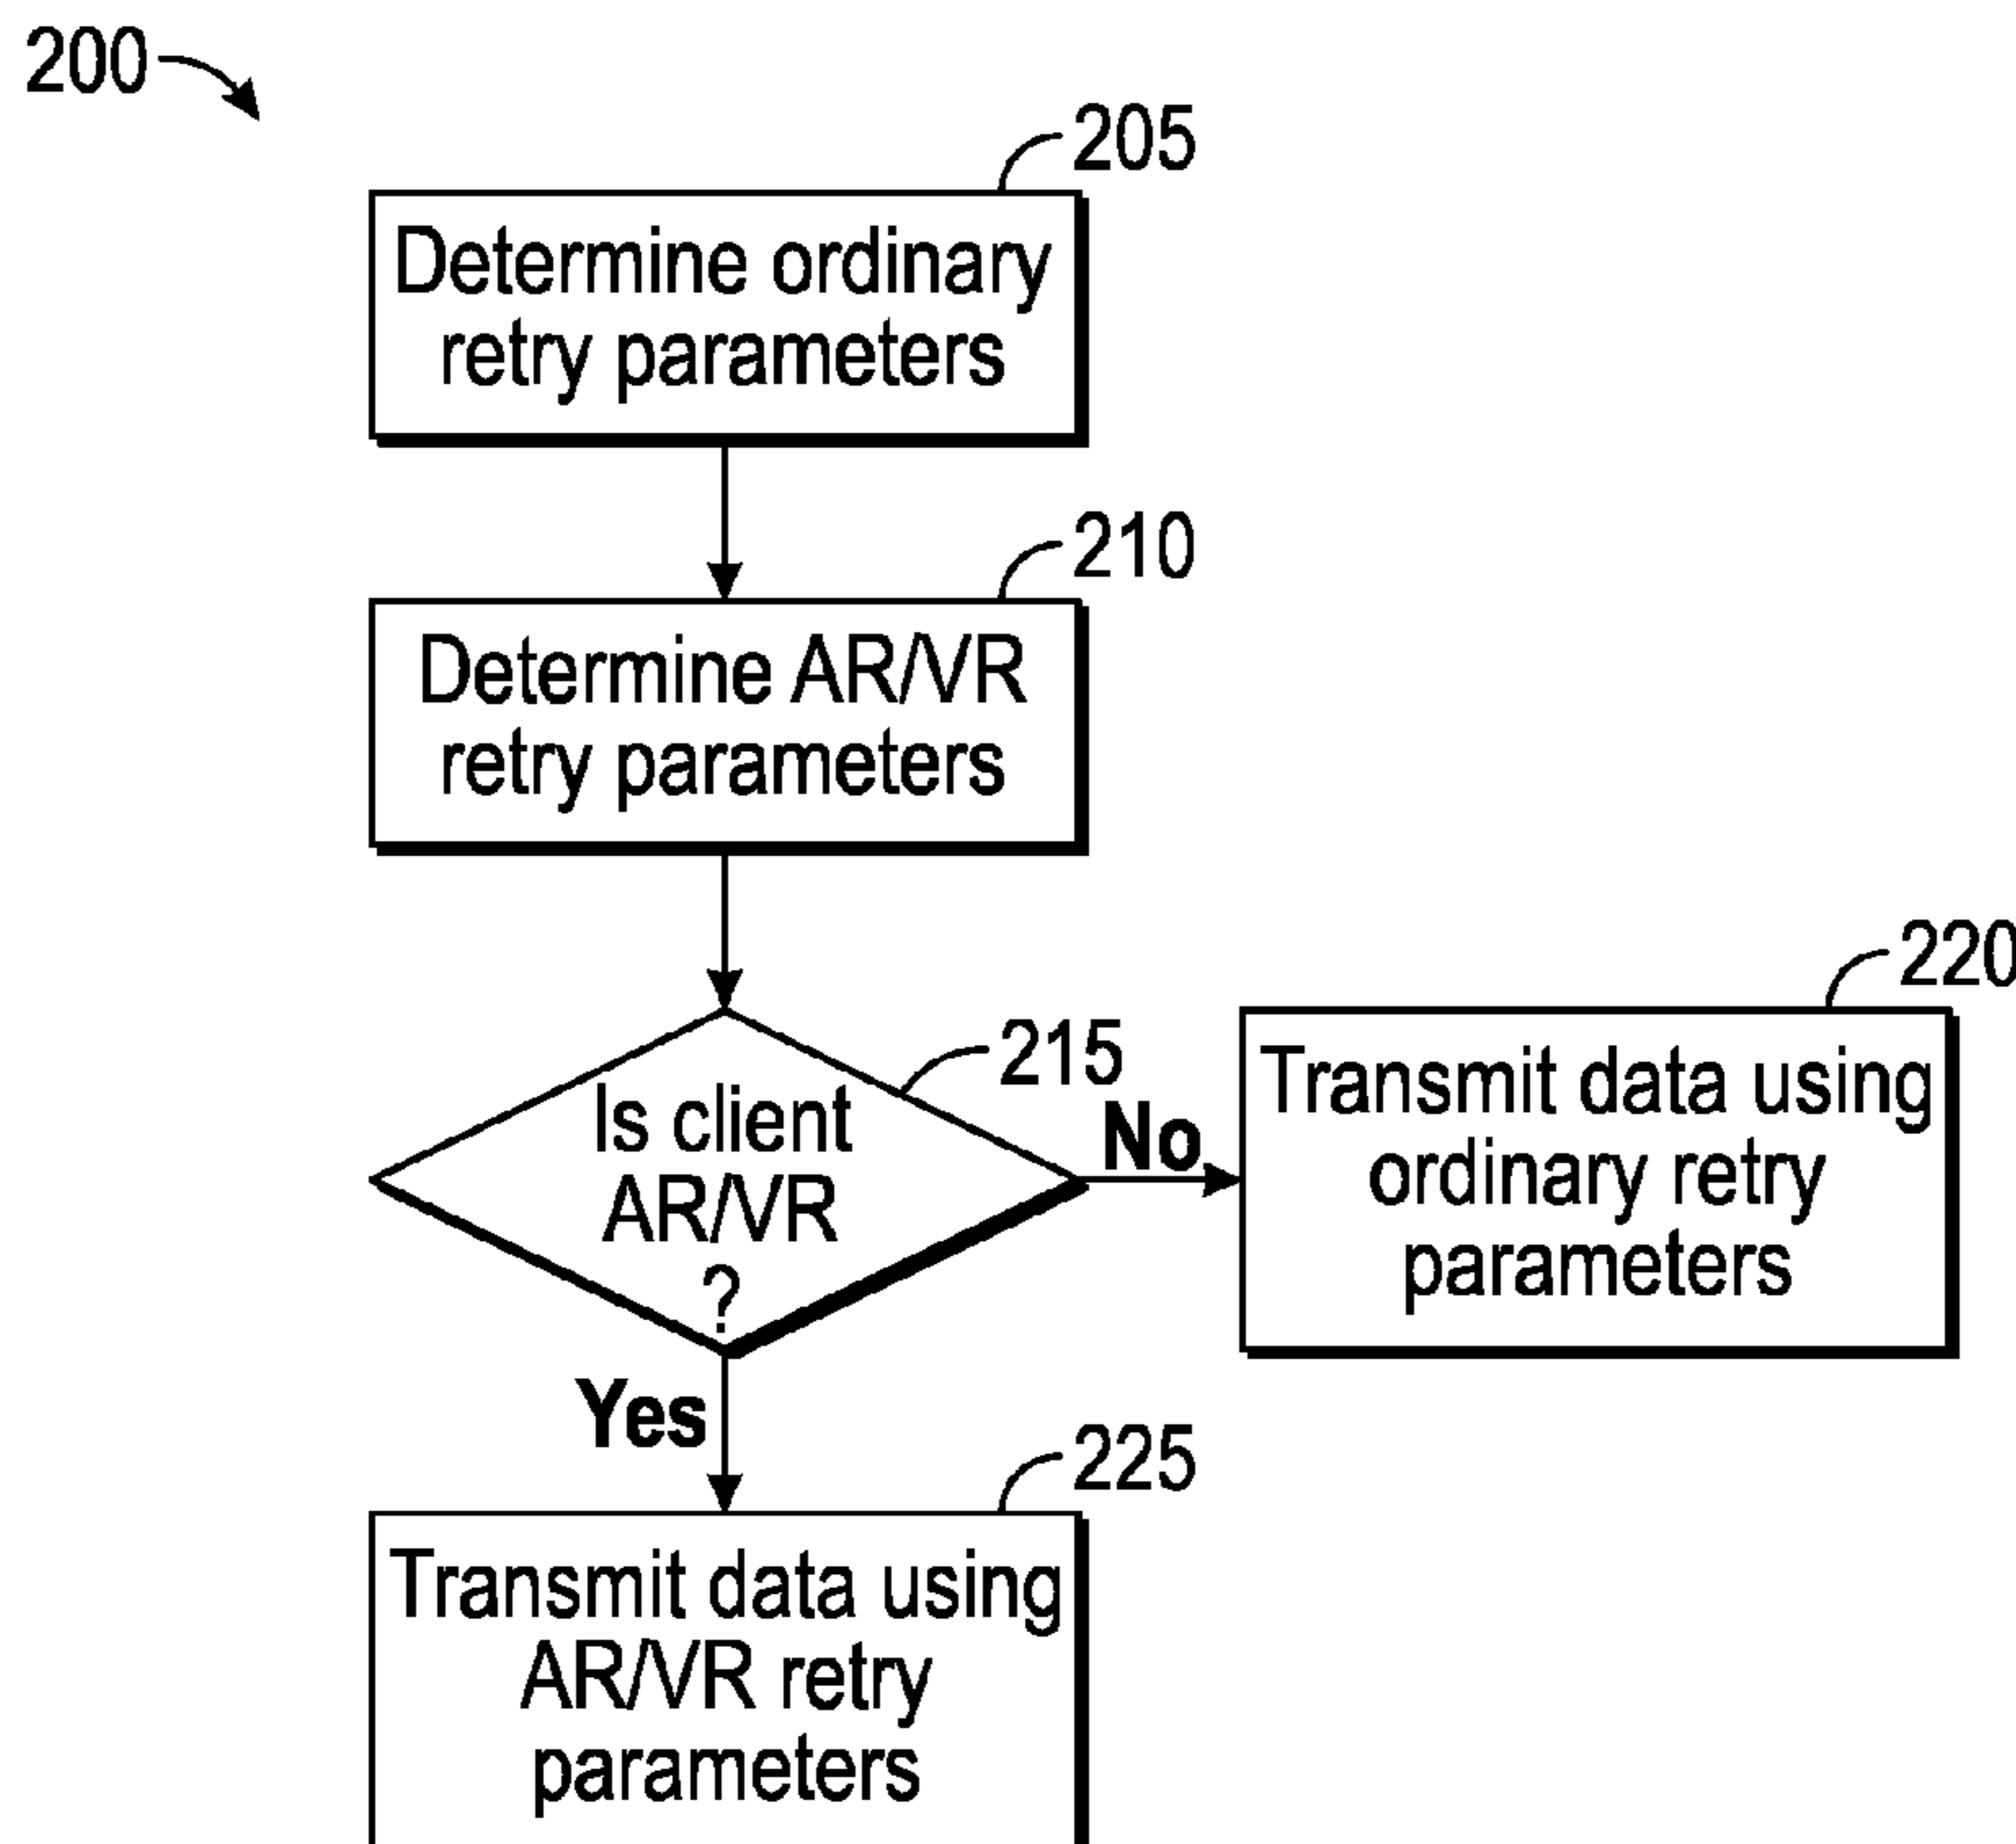 200
205
Determine ordinary
retry parameters
210
Determine AR/VR
retry parameters
215
Is client
AR/VR
?
No
220
Transmit data using
ordinary retry
parameters
Yes
225
Transmit data using
AR/VR retry
parameters